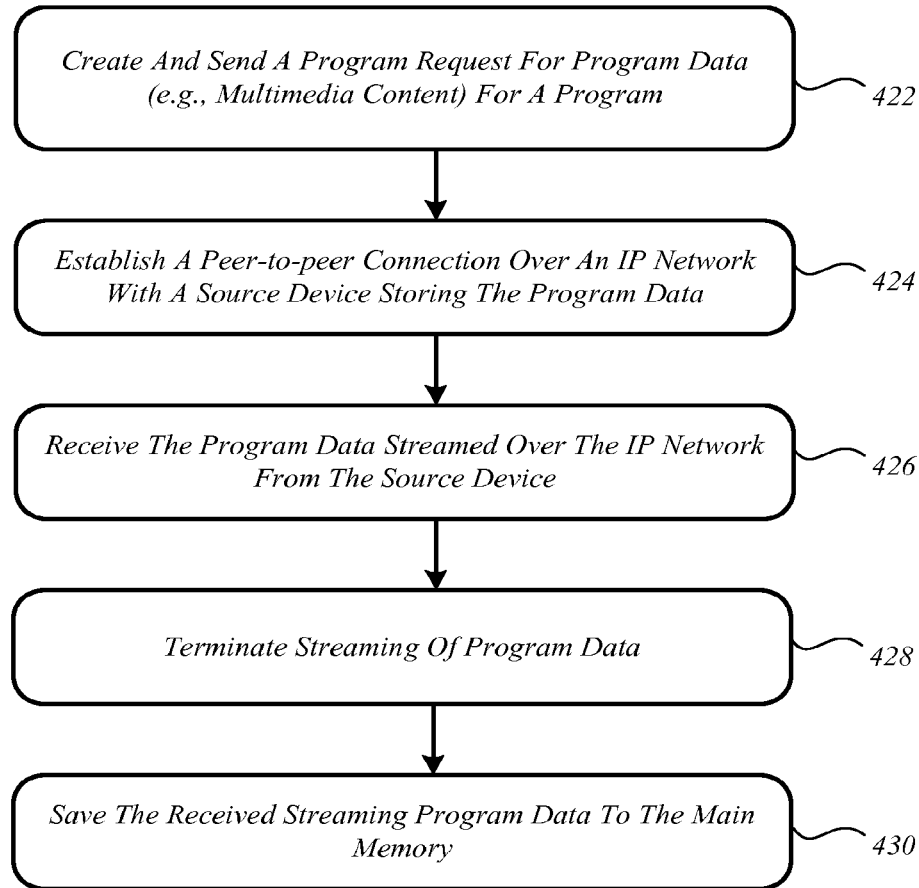 Create And Send A Program Request For Program Data
(e.g., Multimedia Content) For A Program
422
Establish A Peer-to-peer Connection Over An IP Network
With A Source Device Storing The Program Data
424
Receive The Program Data Streamed Over The IP Network
From The Source Device
426
Terminate Streaming Of Program Data
428
Save The Received Streaming Program Data To The Main
Memory
430